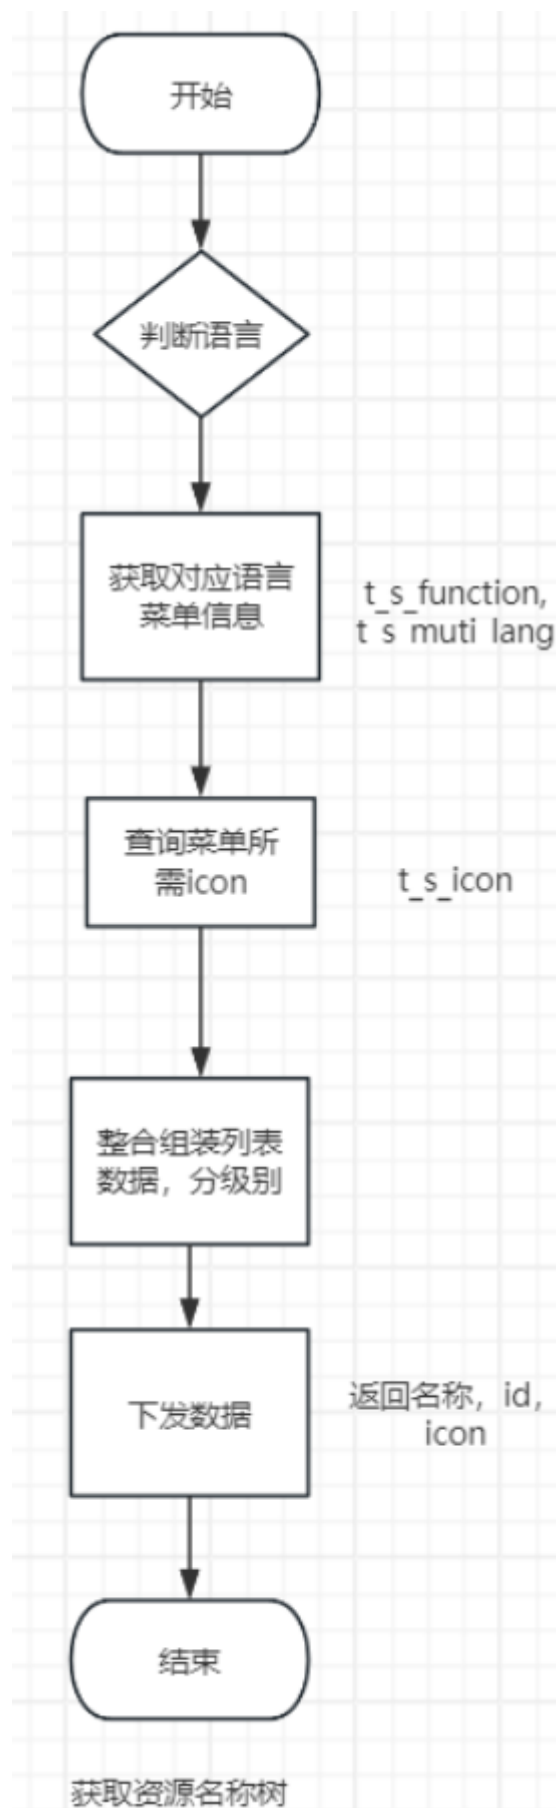 开始
判断语言
获取对应语言
菜单信息
t_s_function,
t_s_muti_lang
查询菜单所
需icon
t_s_icon
整合组装列表
数据，分级别
下发数据
返回名称，id，
icon
结束
获取资源名称树